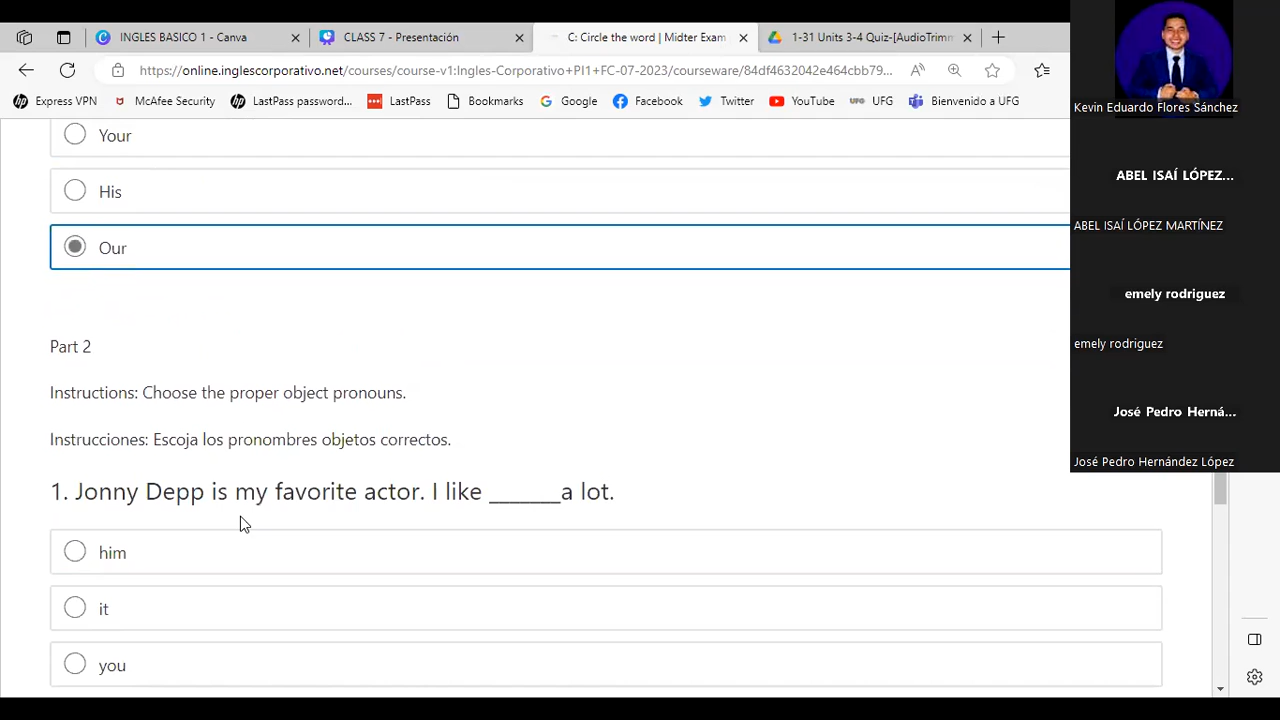 INGLES BASICO 1 - Canva
CLASS 7 - Presentación
C: Circle the word | Midter Exam
1-31 Units 3-4 Quiz-[AudioTrimm
https://online.inglescorporativo.net/courses/course-v1:Ingles-Corporativo+PI1+FC-07-2023/courseware/84df4632042e464cbb79...
Express VPN
McAfee Security
LastPass password...
LastPass
Bookmarks
Google
Facebook
Twitter
YouTube
UFG
Bienvenido a UFG
Your
His
Our
Part 2
Instructions: Choose the proper object pronouns.
Instrucciones: Escoja los pronombres objetos correctos.
1. Jonny Depp is my favorite actor. I like _______a lot.
him
it
you
Kevin Eduardo Flores Sánchez
ABEL ISAÍ LÓPEZ...
ABEL ISAÍ LÓPEZ MARTÍNEZ
emely rodriguez
emely rodriguez
José Pedro Herná...
José Pedro Hernández López